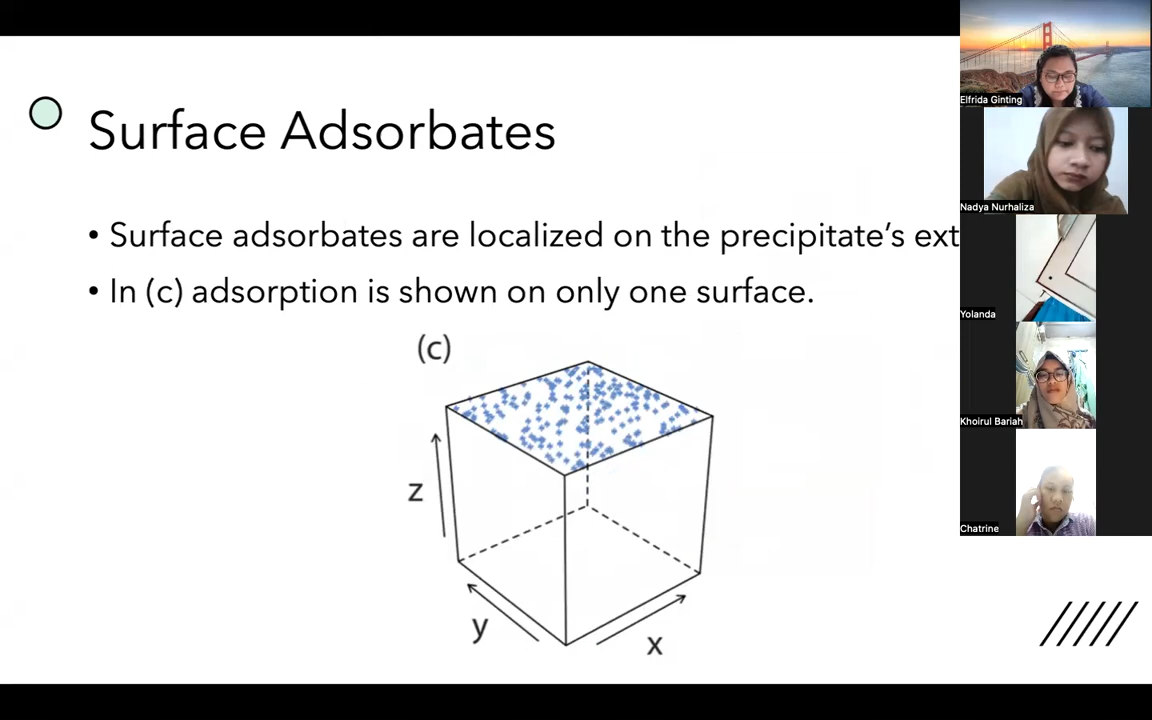 Surface Adsorbates
• Surface adsorbates are localized on the precipitate’s ext
• In (c) adsorption is shown on only one surface.
(c)
z
y
x
Elfrida Ginting
Nadya Nurhaliza
Yolanda
Khoirul Bariah
Chatrine